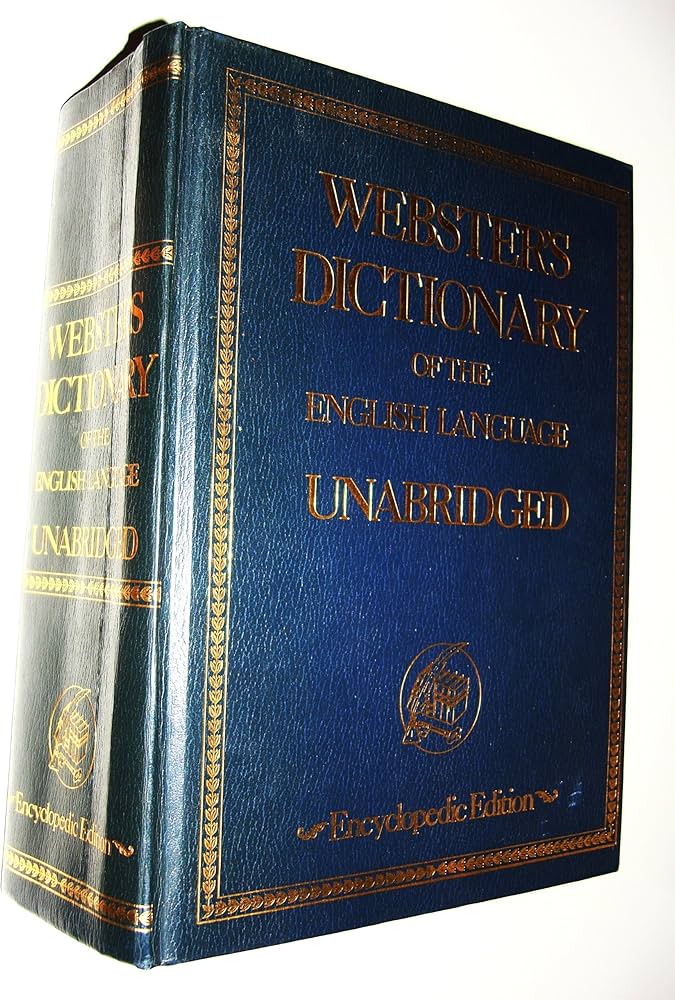 WEBSTER'S
DICTIONARY
OF THE
ENGLISH LANGUAGE
UNABRIDGED
Encyclopedic Edition
WEBSTER'S
DICTIONARY
OF THE
ENGLISH LANGUAGE
UNABRIDGED
Encyclopedic Edition